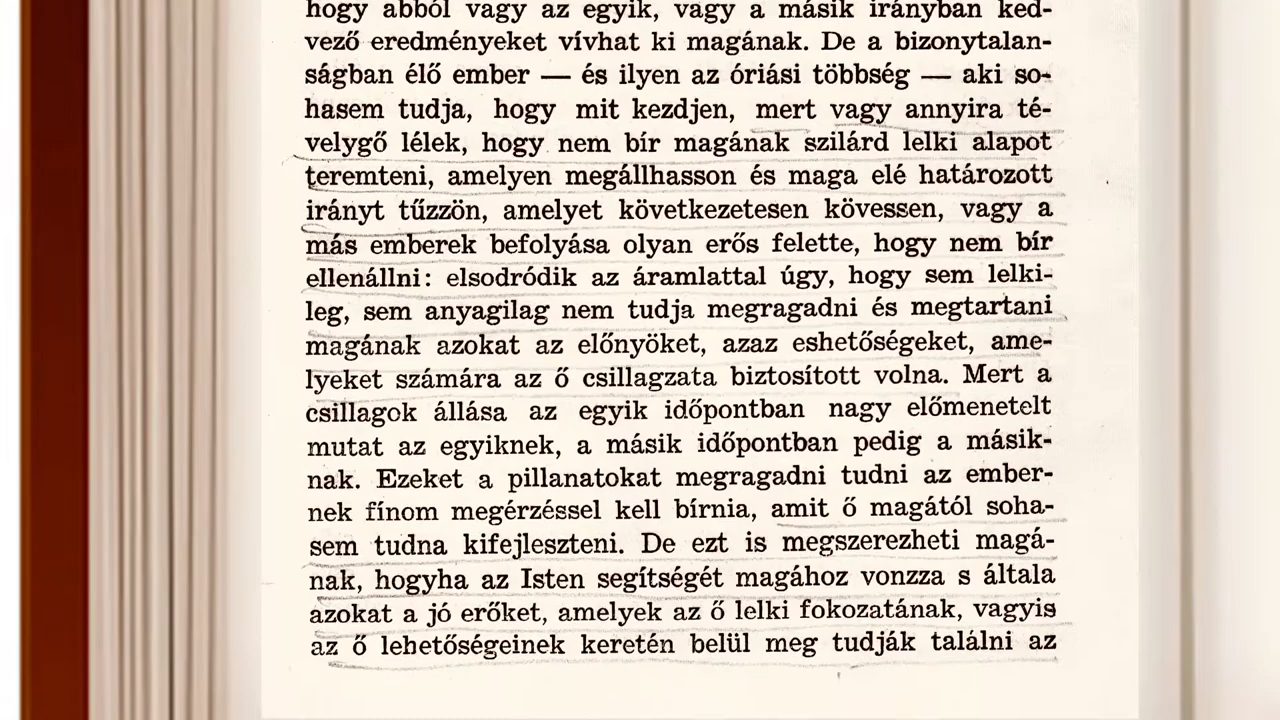 hogy abból vagy az egyik, vagy a másik irányban ked-
vező eredményeket vívhat ki magának. De a bizonytalan-
ságban élő ember — és ilyen az óriási többség — aki so-
hasem tudja, hogy mit kezdjen, mert vagy annyira té-
velygő lélek, hogy nem bír magának szilárd lelki alapot
teremteni, amelyen megállhasson és maga elé határozott
irányt tűzzön, amelyet következetesen kövessen, vagy a
más emberek befolyása olyan erős felette, hogy nem bír
ellenállni: elsodródik az áramlattal úgy, hogy sem lelki-
leg, sem anyagilag nem tudja megragadni és megtartani
magának azokat az előnyöket, azaz eshetőségeket, ame-
lyeket számára az ő csillagzata biztosított volna. Mert a
csillagok állása az egyik időpontban nagy előmenetelt
mutat az egyiknek, a másik időpontban pedig a másik-
nak. Ezeket a pillanatokat megragadni tudni az ember-
nek fínom megérzéssel kell bírnia, amit ő magától soha-
sem tudna kifejleszteni. De ezt is megszerezheti magá-
nak, hogyha az Isten segítségét magához vonzza s általa
azokat a jó erőket, amelyek az ő lelki fokozatának, vagyis
az ő lehetőségeinek keretén belül meg tudják találni az